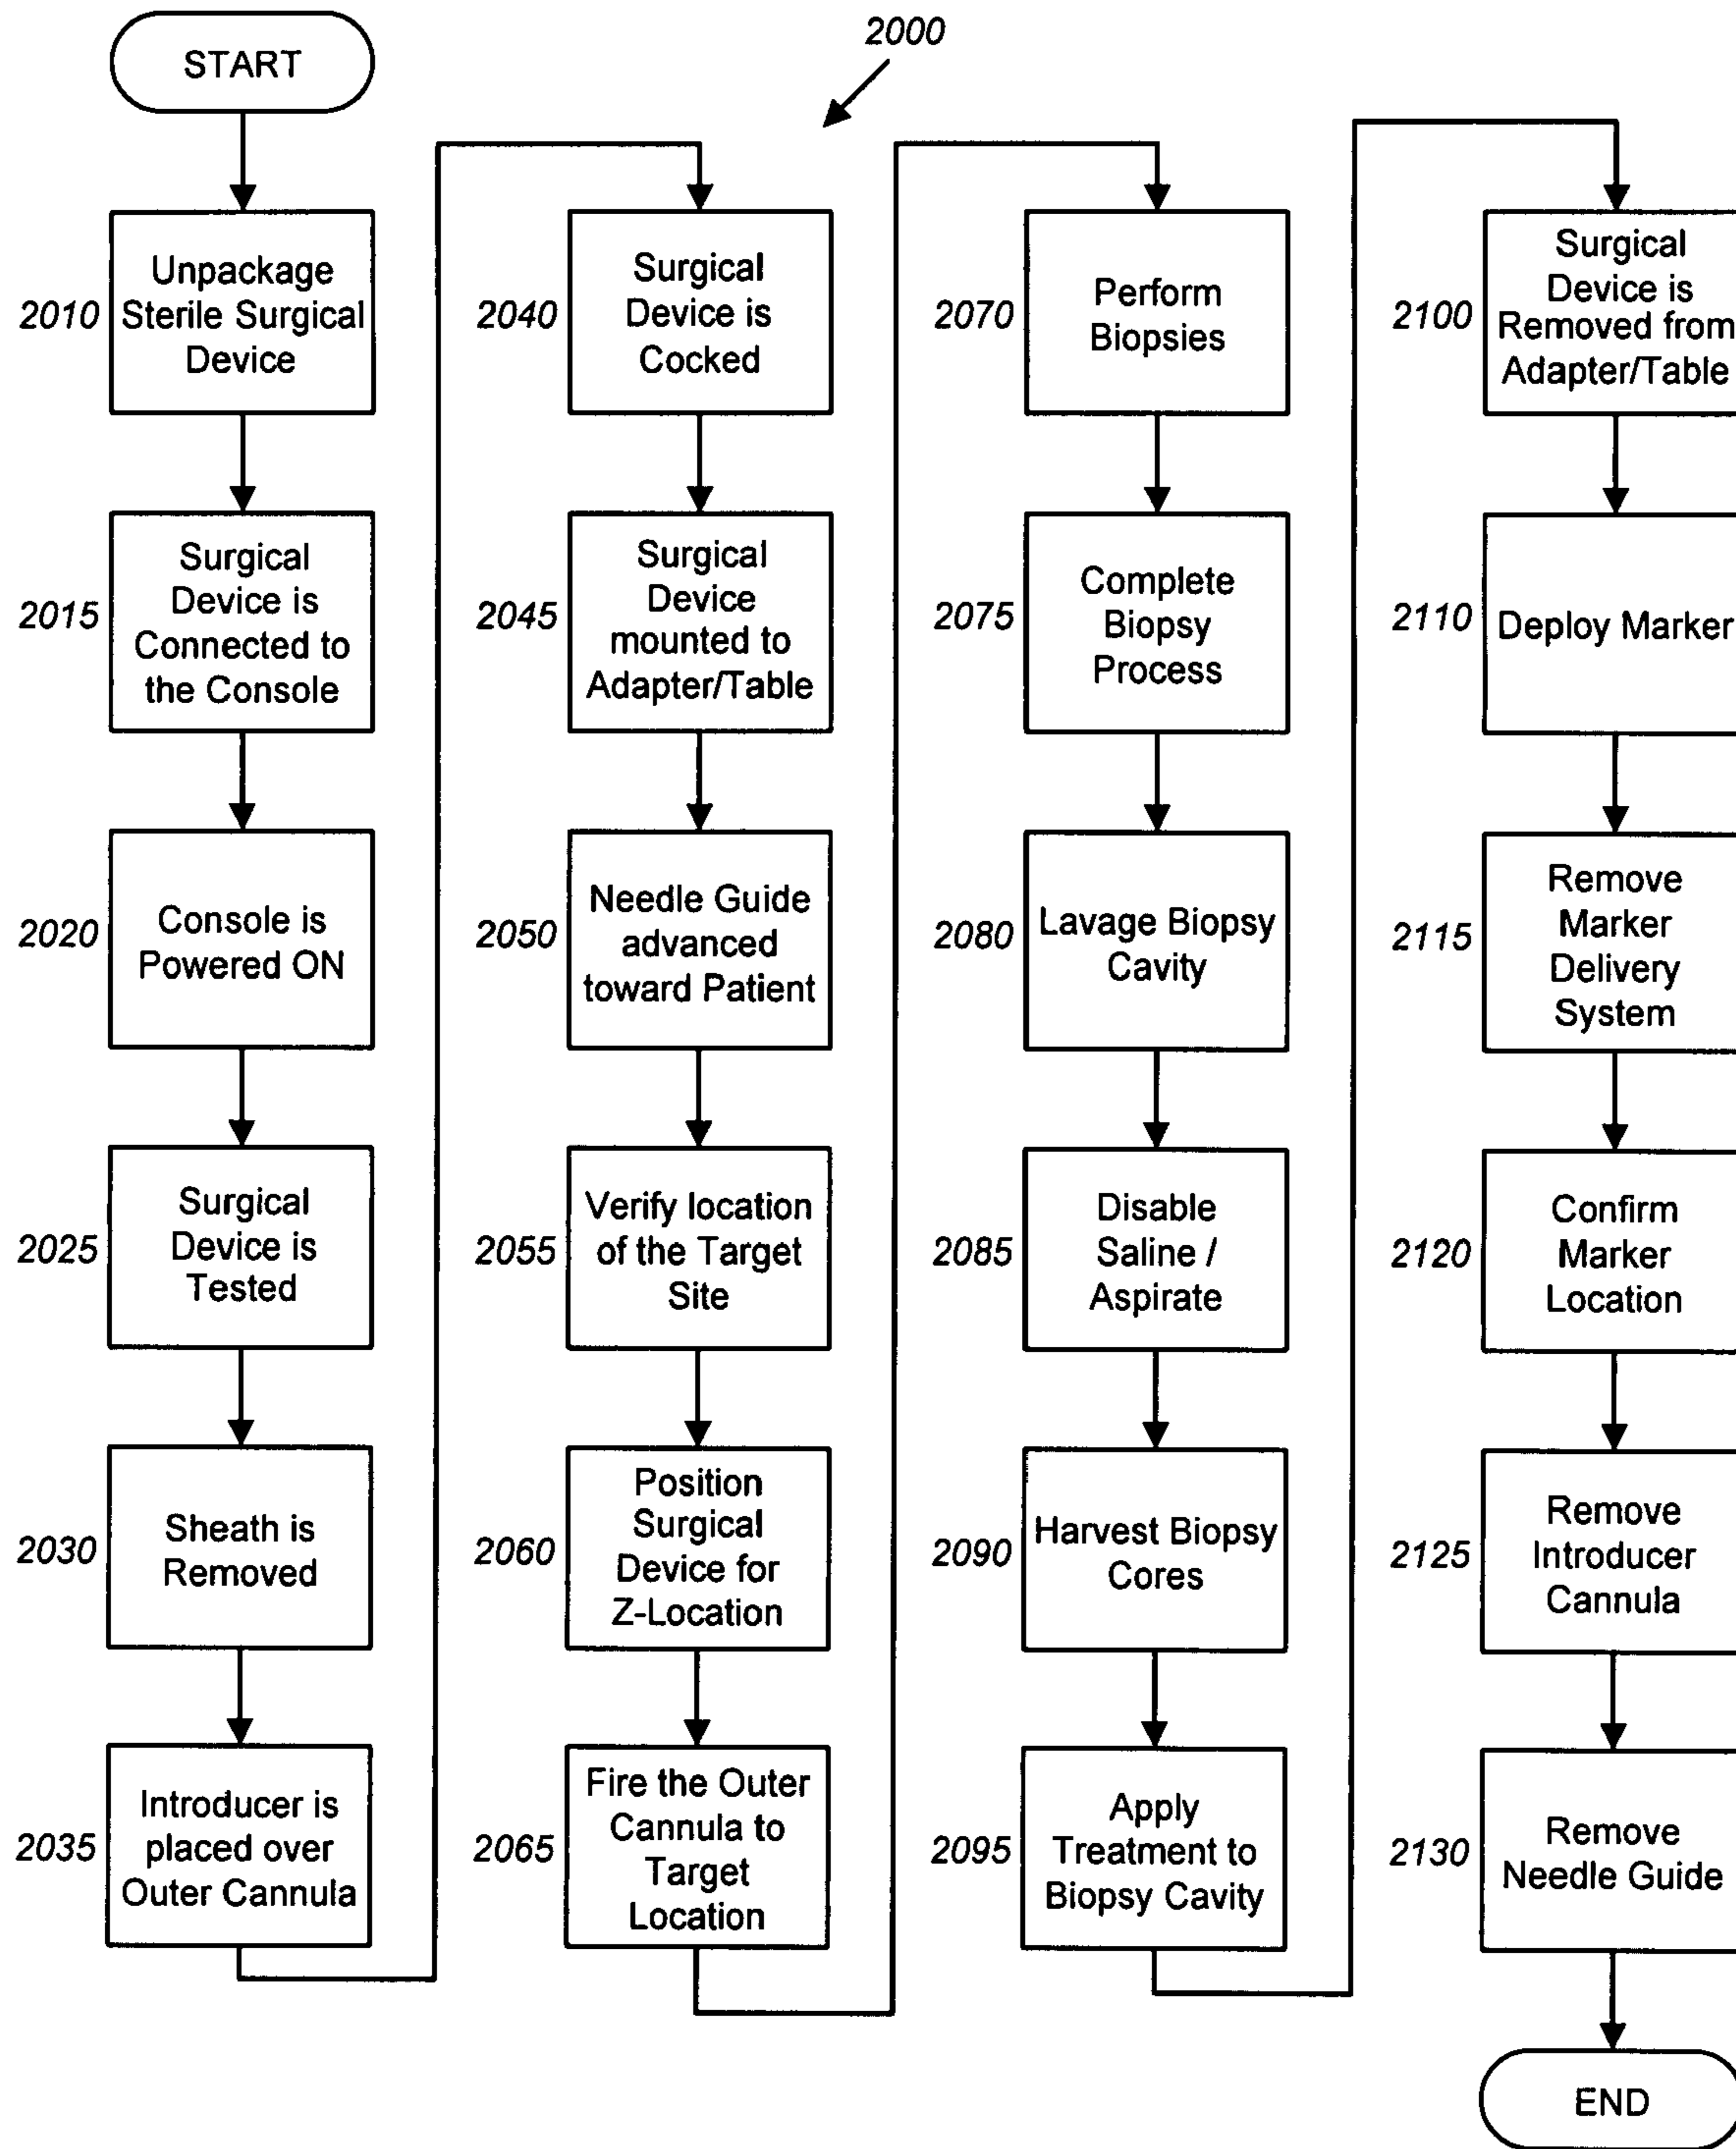 START
2000
2010
Unpackage
Sterile Surgical
Device
2015
Surgical
Device is
Connected to
the Console
2020
Console is
Powered ON
2025
Surgical
Device is
Tested
2030
Sheath is
Removed
2035
Introducer is
placed over
Outer Cannula
2040
Surgical
Device is
Cocked
2045
Surgical
Device
mounted to
Adapter/Table
2050
Needle Guide
advanced
toward Patient
2055
Verify location
of the Target
Site
2060
Position
Surgical
Device for
Z-Location
2065
Fire the Outer
Cannula to
Target
Location
2070
Perform
Biopsies
2075
Complete
Biopsy
Process
2080
Lavage Biopsy
Cavity
2085
Disable
Saline /
Aspirate
2090
Harvest Biopsy
Cores
2095
Apply
Treatment to
Biopsy Cavity
2100
Surgical
Device is
Removed from
Adapter/Table
2110
Deploy Marker
2115
Remove
Marker
Delivery
System
2120
Confirm
Marker
Location
2125
Remove
Introducer
Cannula
2130
Remove
Needle Guide
END